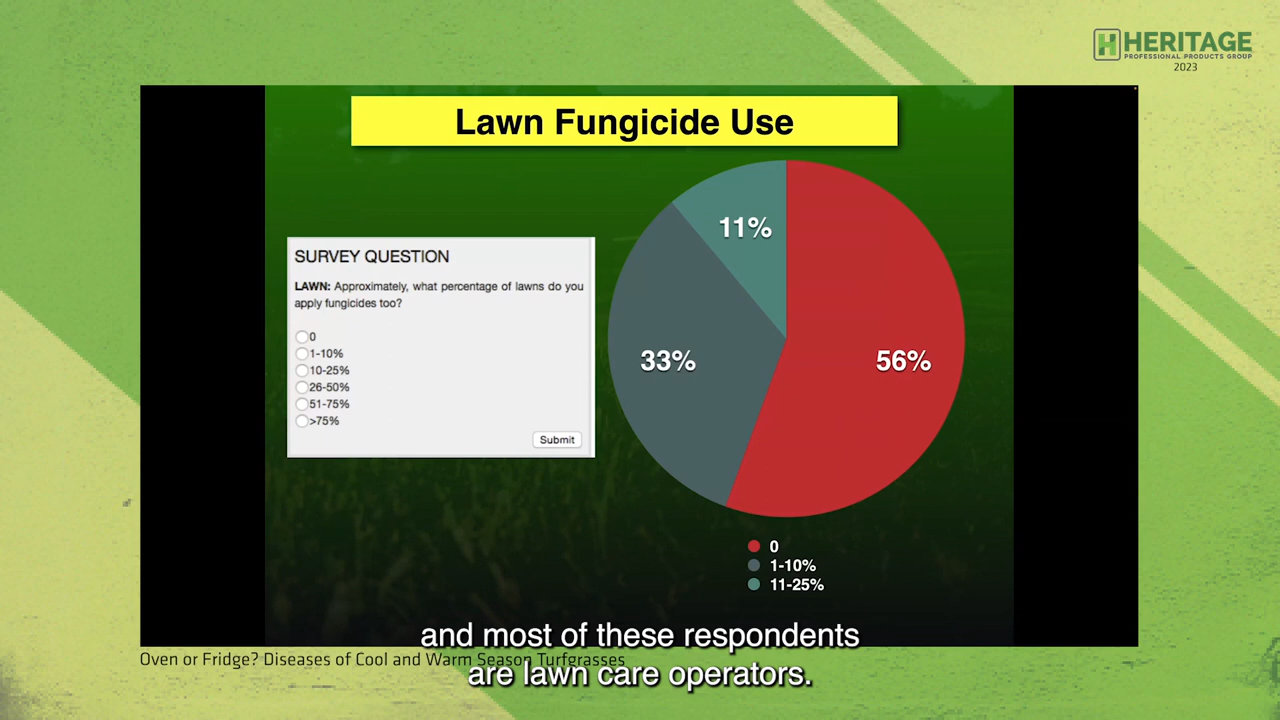 HERITAGE
PROFESSIONAL PRODUCTS GROUP
2023
Lawn Fungicide Use
SURVEY QUESTION
LAWN: Approximately, what percentage of lawns do you
apply fungicides too?
0
1-10%
10-25%
26-50%
51-75%
>75%
Submit
11%
33%
56%
0
1-10%
11-25%
and most of these respondents
Oven or Fridge? Diseases of Cool and Warm Season Turfgrasses
are lawn care operators.